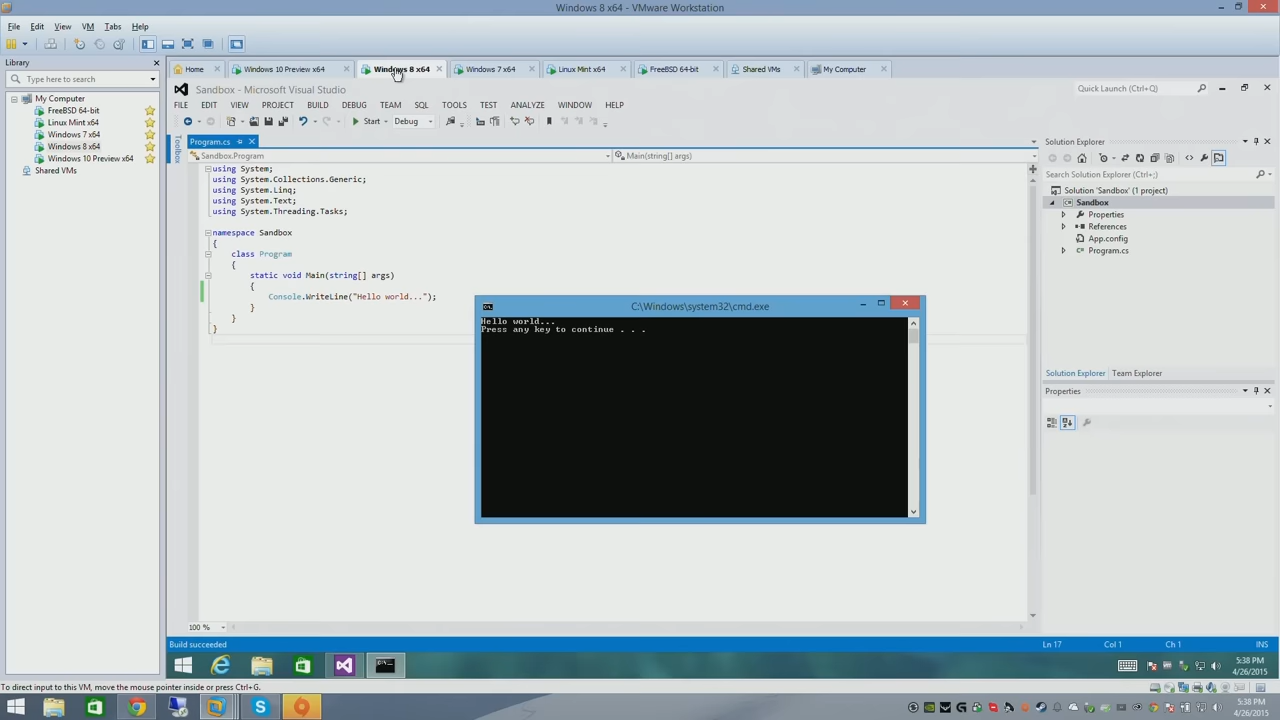 Windows 8 x64 - VMware Workstation
File Edit View VM Tabs Help
Library
Type here to search
My Computer
FreeBSD 64-bit
Linux Mint x64
Windows 7 x64
Windows 8 x64
Windows 10 Preview x64
Shared VMs
Home Windows 10 Preview x64 Windows 8 x64 Windows 7 x64 Linux Mint x64 FreeBSD 64-bit Shared VMs My Computer
Sandbox - Microsoft Visual Studio
Quick Launch (Ctrl+Q)
FILE EDIT VIEW PROJECT BUILD DEBUG TEAM SQL TOOLS TEST ANALYZE WINDOW HELP
Start Debug
Toolbox
Program.cs
Sandbox.Program Main(string[] args)
using System;
using System.Collections.Generic;
using System.Linq;
using System.Text;
using System.Threading.Tasks;
namespace Sandbox
{
class Program
{
static void Main(string[] args)
{
Console.WriteLine("Hello world...");
}
}
}
C:\Windows\system32\cmd.exe
Hello world...
Press any key to continue . . .
Solution Explorer
Search Solution Explorer (Ctrl+;)
Solution 'Sandbox' (1 project)
Sandbox
Properties
References
App.config
Program.cs
Solution Explorer Team Explorer
Properties
100 %
Build succeeded Ln 17 Col 1 Ch 1 INS
5:38 PM
4/26/2015
To direct input to this VM, move the mouse pointer inside or press Ctrl+G.
5:38 PM
4/26/2015